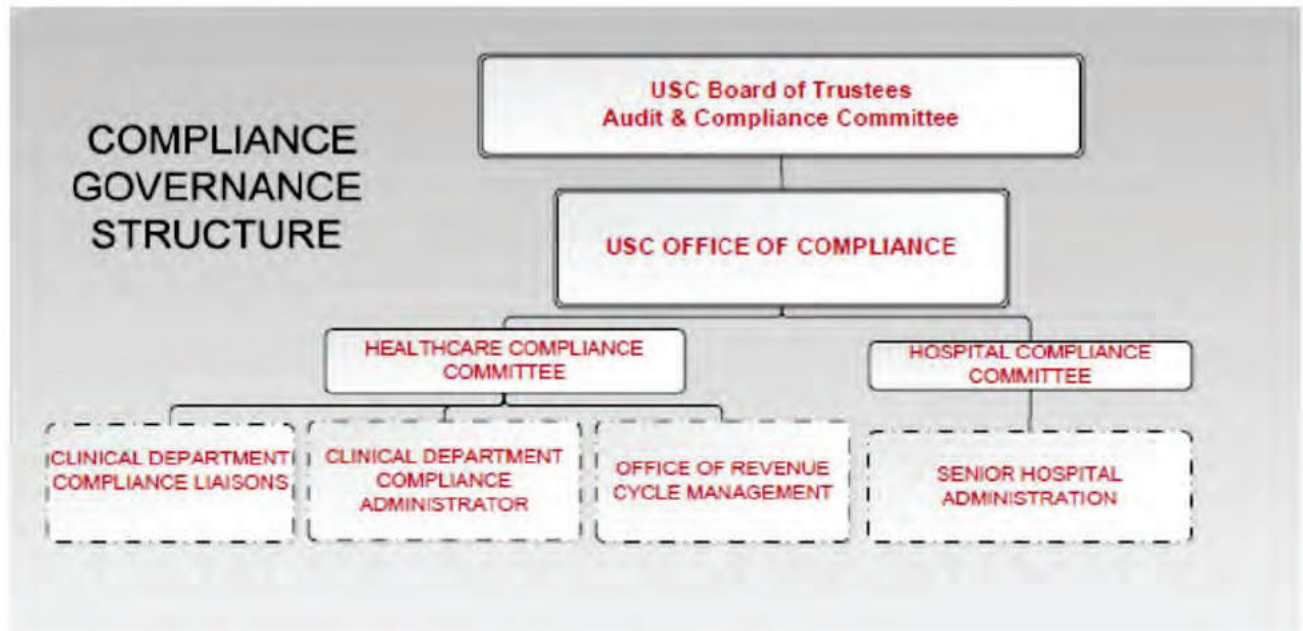 COMPLIANCE
GOVERNANCE
STRUCTURE
USC Board of Trustees
Audit & Compliance Committee
USC OFFICE OF COMPLIANCE
HEALTHCARE COMPLIANCE
COMMITTEE
HOSPITAL COMPLIANCE
COMMITTEE
CLINICAL DEPARTMENT
COMPLIANCE LIAISONS
CLINICAL DEPARTMENT
COMPLIANCE
ADMINISTRATOR
OFFICE OF REVENUE
CYCLE MANAGEMENT
SENIOR HOSPITAL
ADMINISTRATION